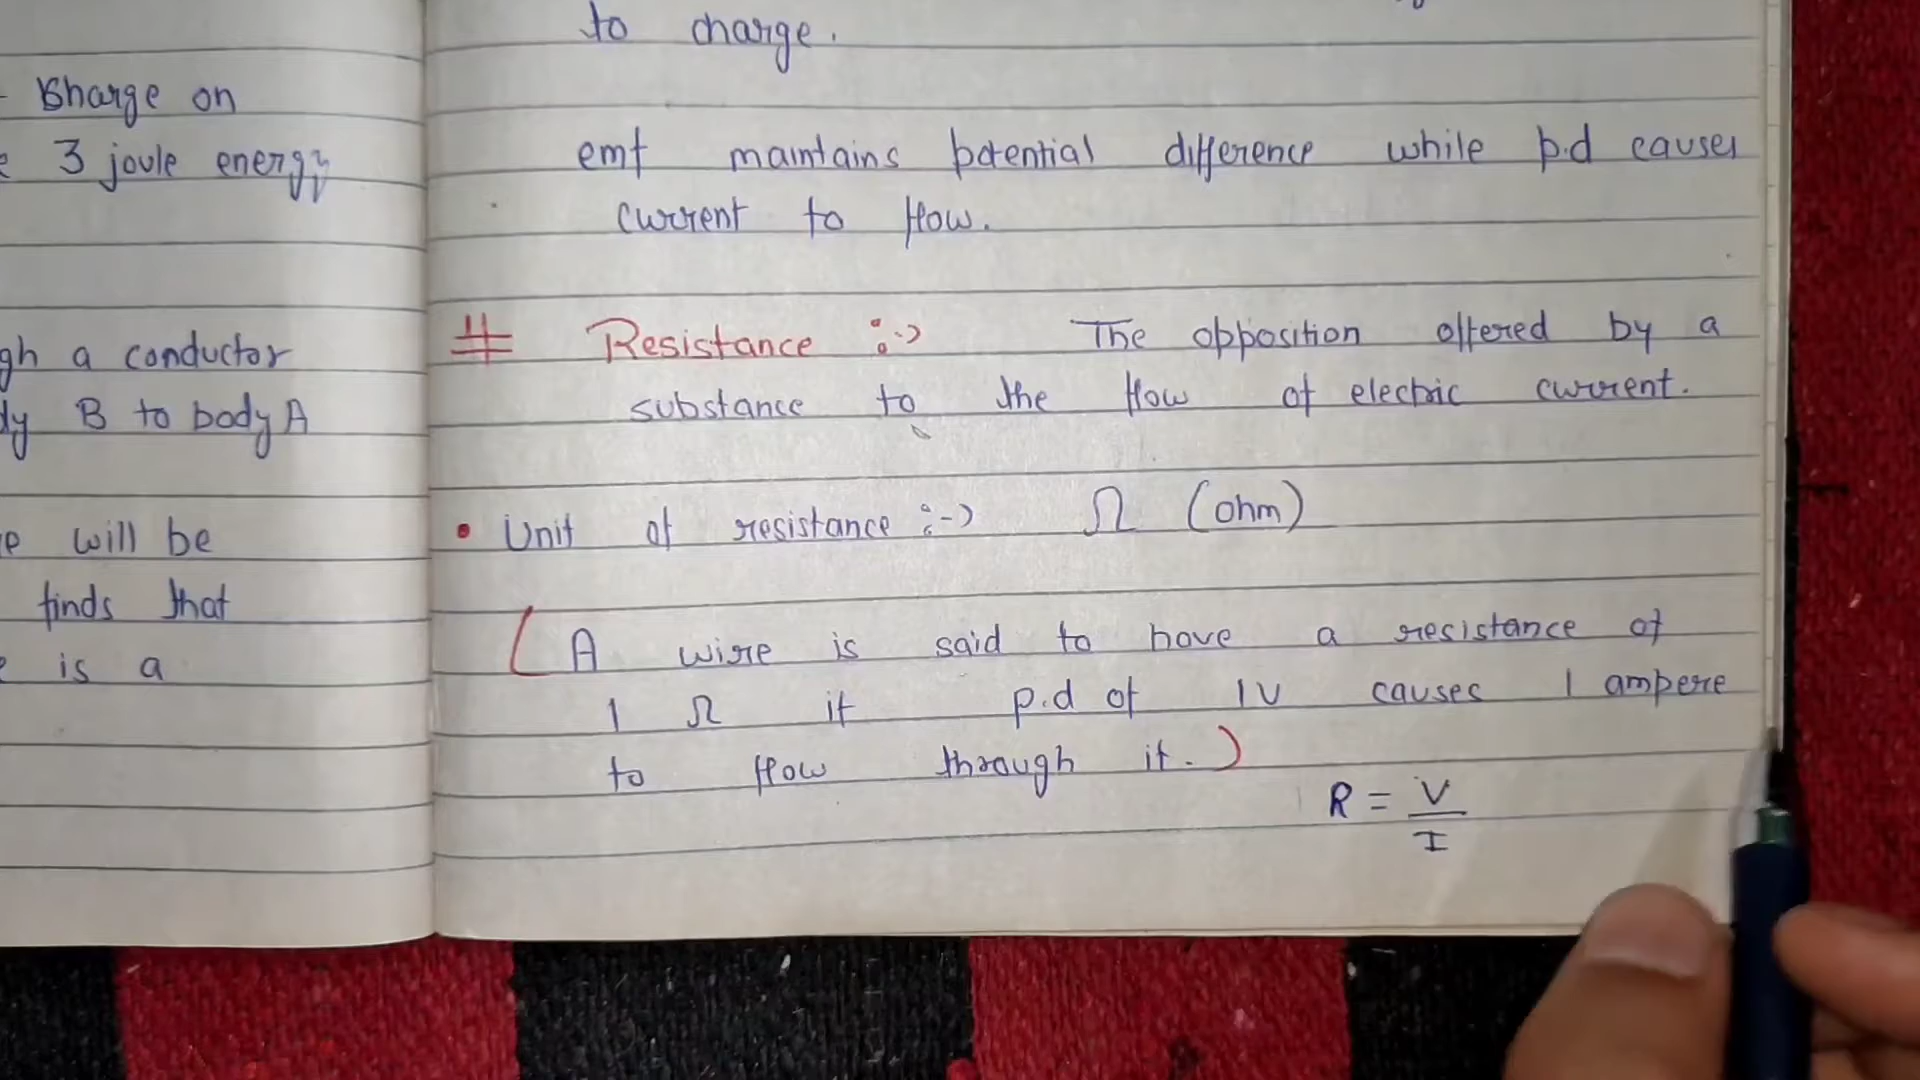 Charge on
3 joule energy
a conductor
B to body A
will be
finds that
is a
to charge.
emf maintains potential difference while p.d causes
current to flow.
# Resistance :-> The opposition offered by a
substance to the flow of electric current.
• Unit of resistance :-> Ω (ohm)
(A wire is said to have a resistance of
1 Ω if p.d of 1V causes 1 ampere
to flow through it.)
R = V
I